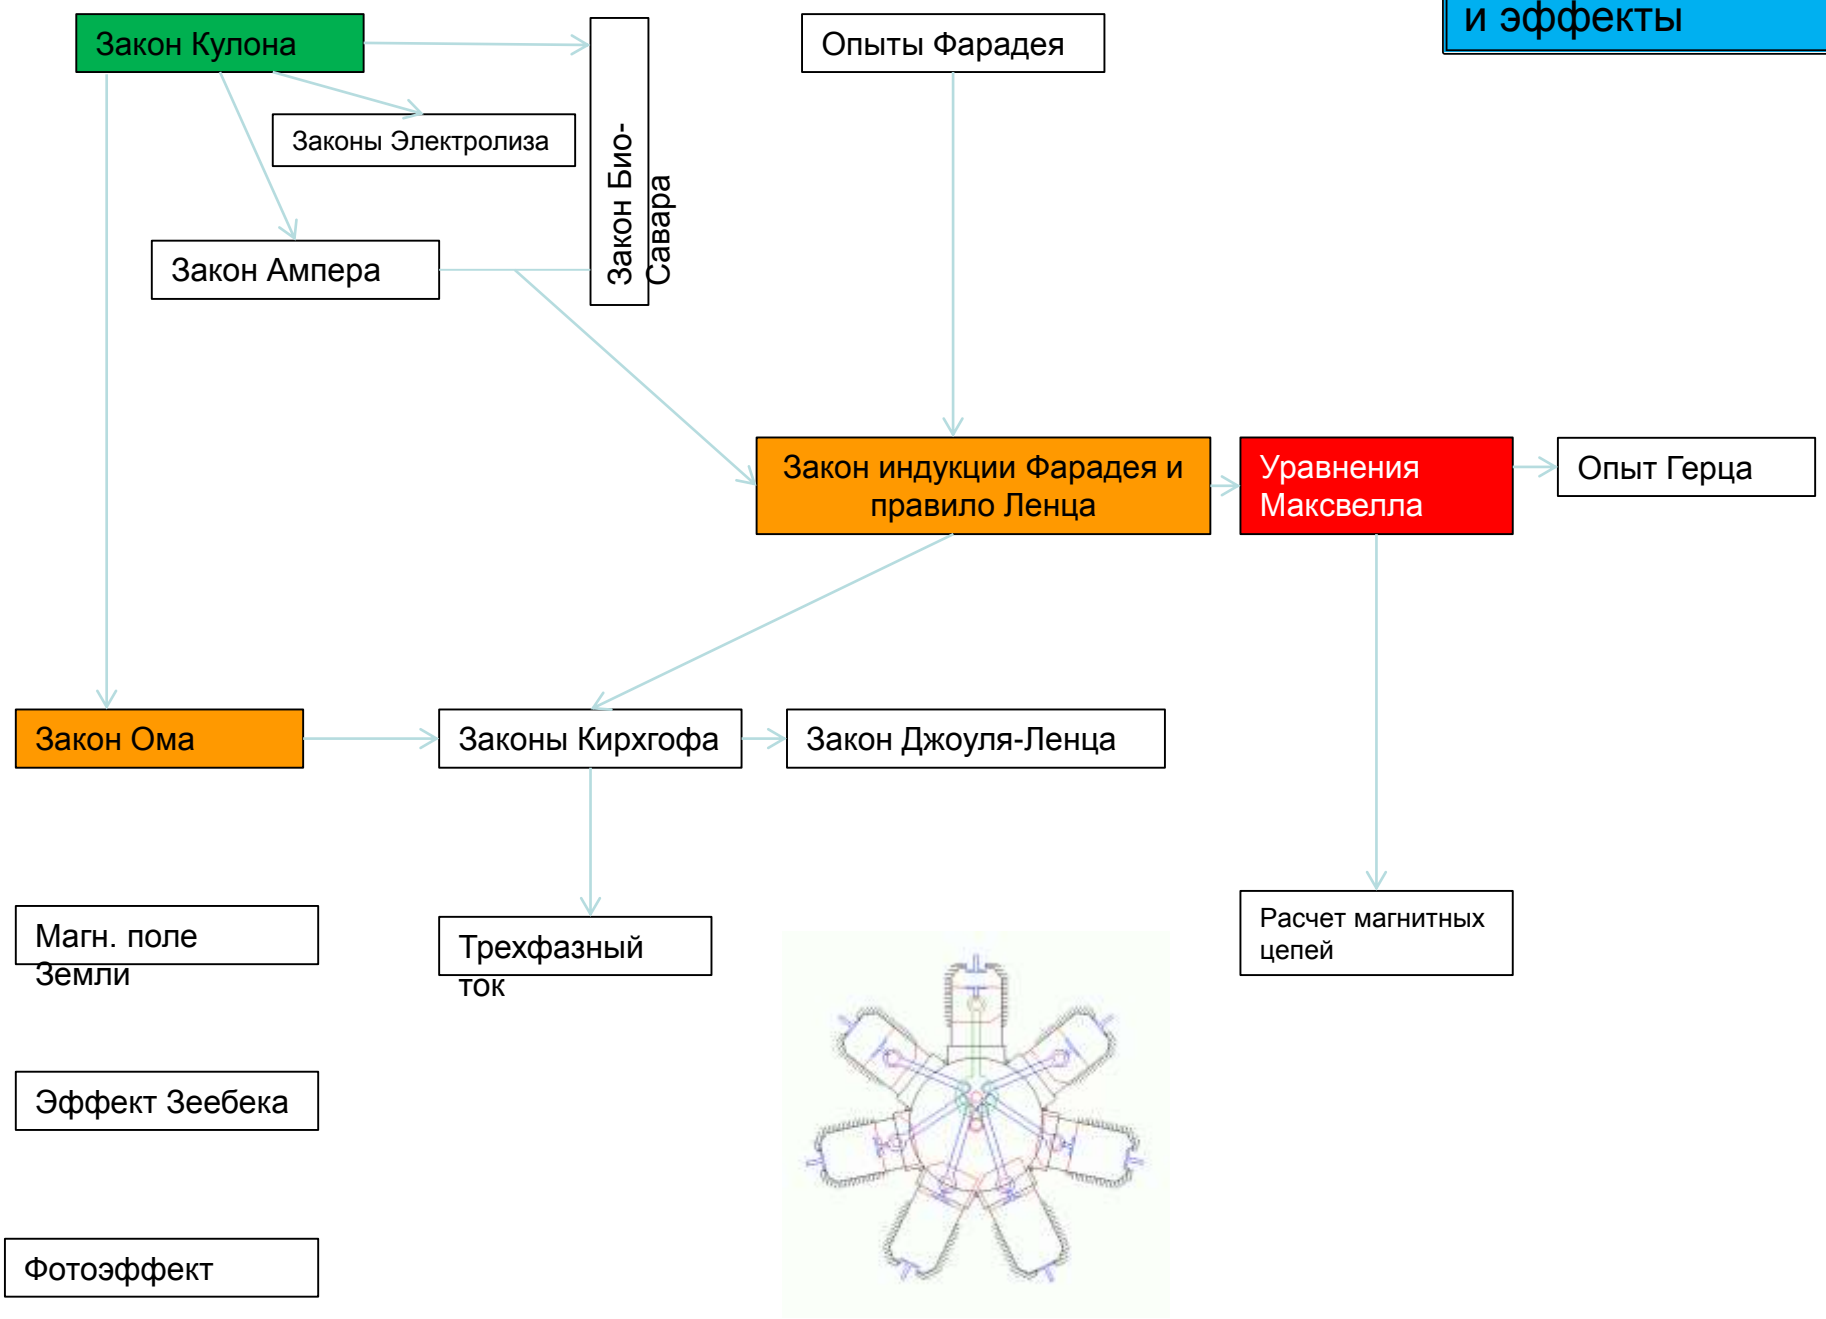 и эффекты
Закон Кулона
Опыты Фарадея
Законы Электролиза
Закон Био-
Савара
Закон Ампера
Закон индукции Фарадея и
правило Ленца
Уравнения
Максвелла
Опыт Герца
Закон Ома
Законы Кирхгофа
Закон Джоуля-Ленца
Магн. поле
Земли
Трехфазный
ток
Расчет магнитных
цепей
Эффект Зеебека
Фотоэффект